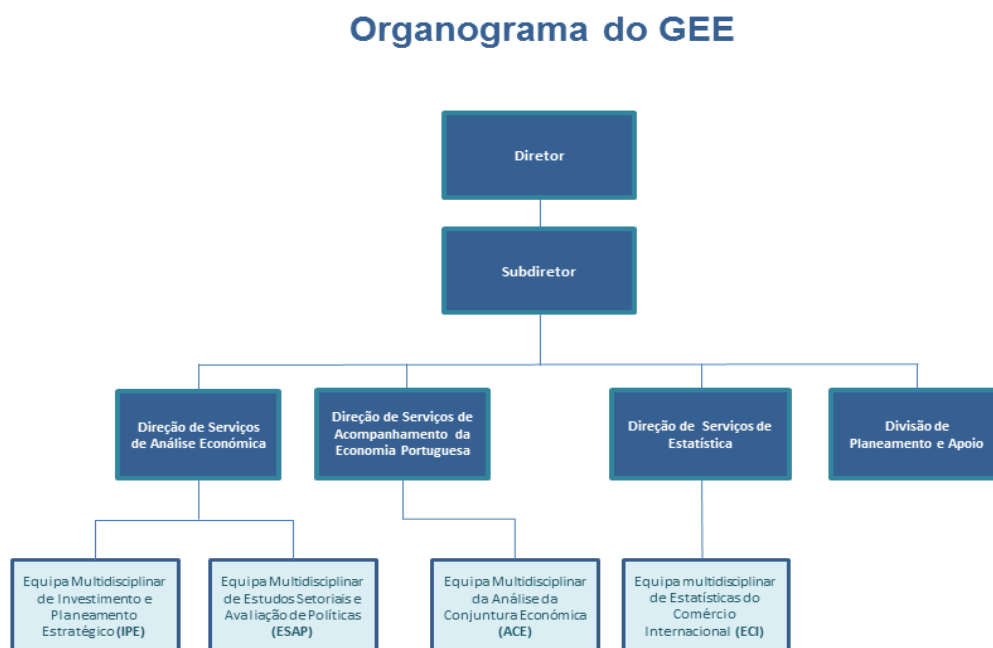 Organograma do GEE
Diretor
Subdiretor
Direção de Serviços
de Análise Económica
Direção de Serviços de
Acompanhamento da
Economia Portuguesa
Direção de Serviços de
Estatística
Divisão de
Planeamento e Apoio
Equipa Multidisciplinar
de Investimento e
Planeamento
Estratégico (IPE)
Equipa Multidisciplinar
de Estudos Setoriais e
Avaliação de Políticas
(ESAP)
Equipa Multidisciplinar
da Análise da
Conjuntura Económica
(ACE)
Equipa multidisciplinar
de Estatísticas do
Comércio
Internacional (ECI)